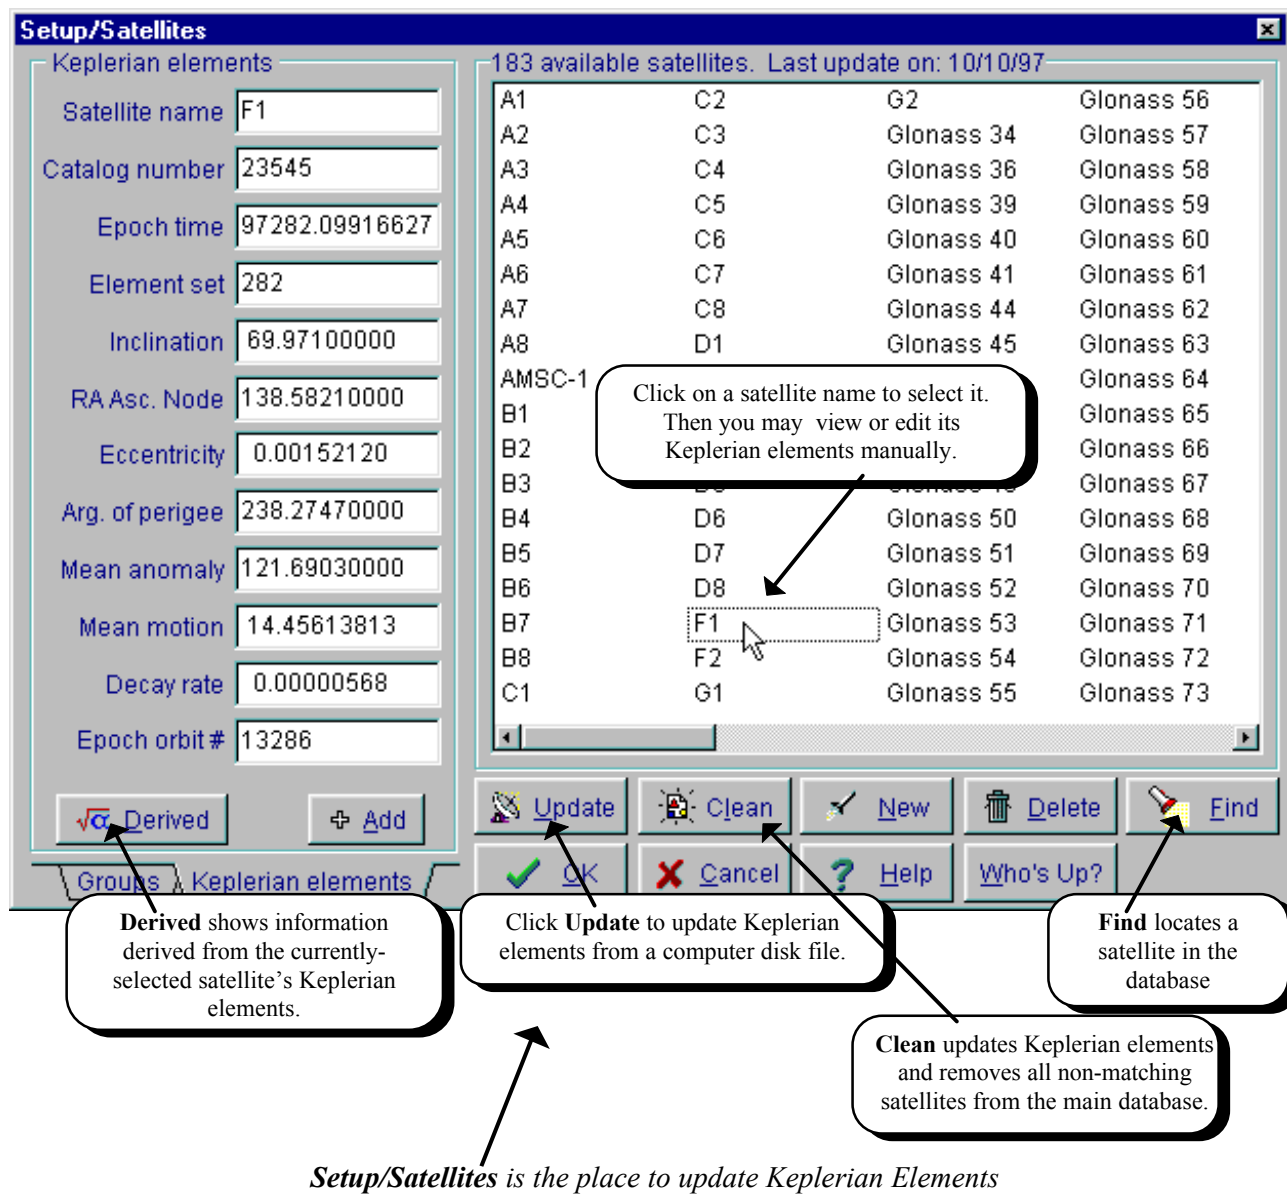 Setup/Satellites
Keplerian elements
Satellite name F1
Catalog number 23545
Epoch time 97282.09916627
Element set 282
Inclination 69.97100000
RA Asc. Node 138.58210000
Eccentricity 0.00152120
Arg. of perigee 238.27470000
Mean anomaly 121.69030000
Mean motion 14.45613813
Decay rate 0.00000568
Epoch orbit # 13286
√α Derived
Add
Groups
Keplerian elements
183 available satellites. Last update on: 10/10/97
A1 C2 G2 Glonass 56
A2 C3 Glonass 34 Glonass 57
A3 C4 Glonass 36 Glonass 58
A4 C5 Glonass 39 Glonass 59
A5 C6 Glonass 40 Glonass 60
A6 C7 Glonass 41 Glonass 61
A7 C8 Glonass 44 Glonass 62
A8 D1 Glonass 45 Glonass 63
AMSC-1 Glonass 64
B1 Glonass 65
B2 Glonass 66
B3 Glonass 67
B4 D6 Glonass 50 Glonass 68
B5 D7 Glonass 51 Glonass 69
B6 D8 Glonass 52 Glonass 70
B7 F1 Glonass 53 Glonass 71
B8 F2 Glonass 54 Glonass 72
C1 G1 Glonass 55 Glonass 73
Click on a satellite name to select it.
Then you may view or edit its
Keplerian elements manually.
Update Clean New Delete Find
OK Cancel Help Who's Up?
Derived shows information
derived from the currently-
selected satellite's Keplerian
elements.
Click Update to update Keplerian
elements from a computer disk file.
Find locates a
satellite in the
database
Clean updates Keplerian elements
and removes all non-matching
satellites from the main database.
Setup/Satellites is the place to update Keplerian Elements